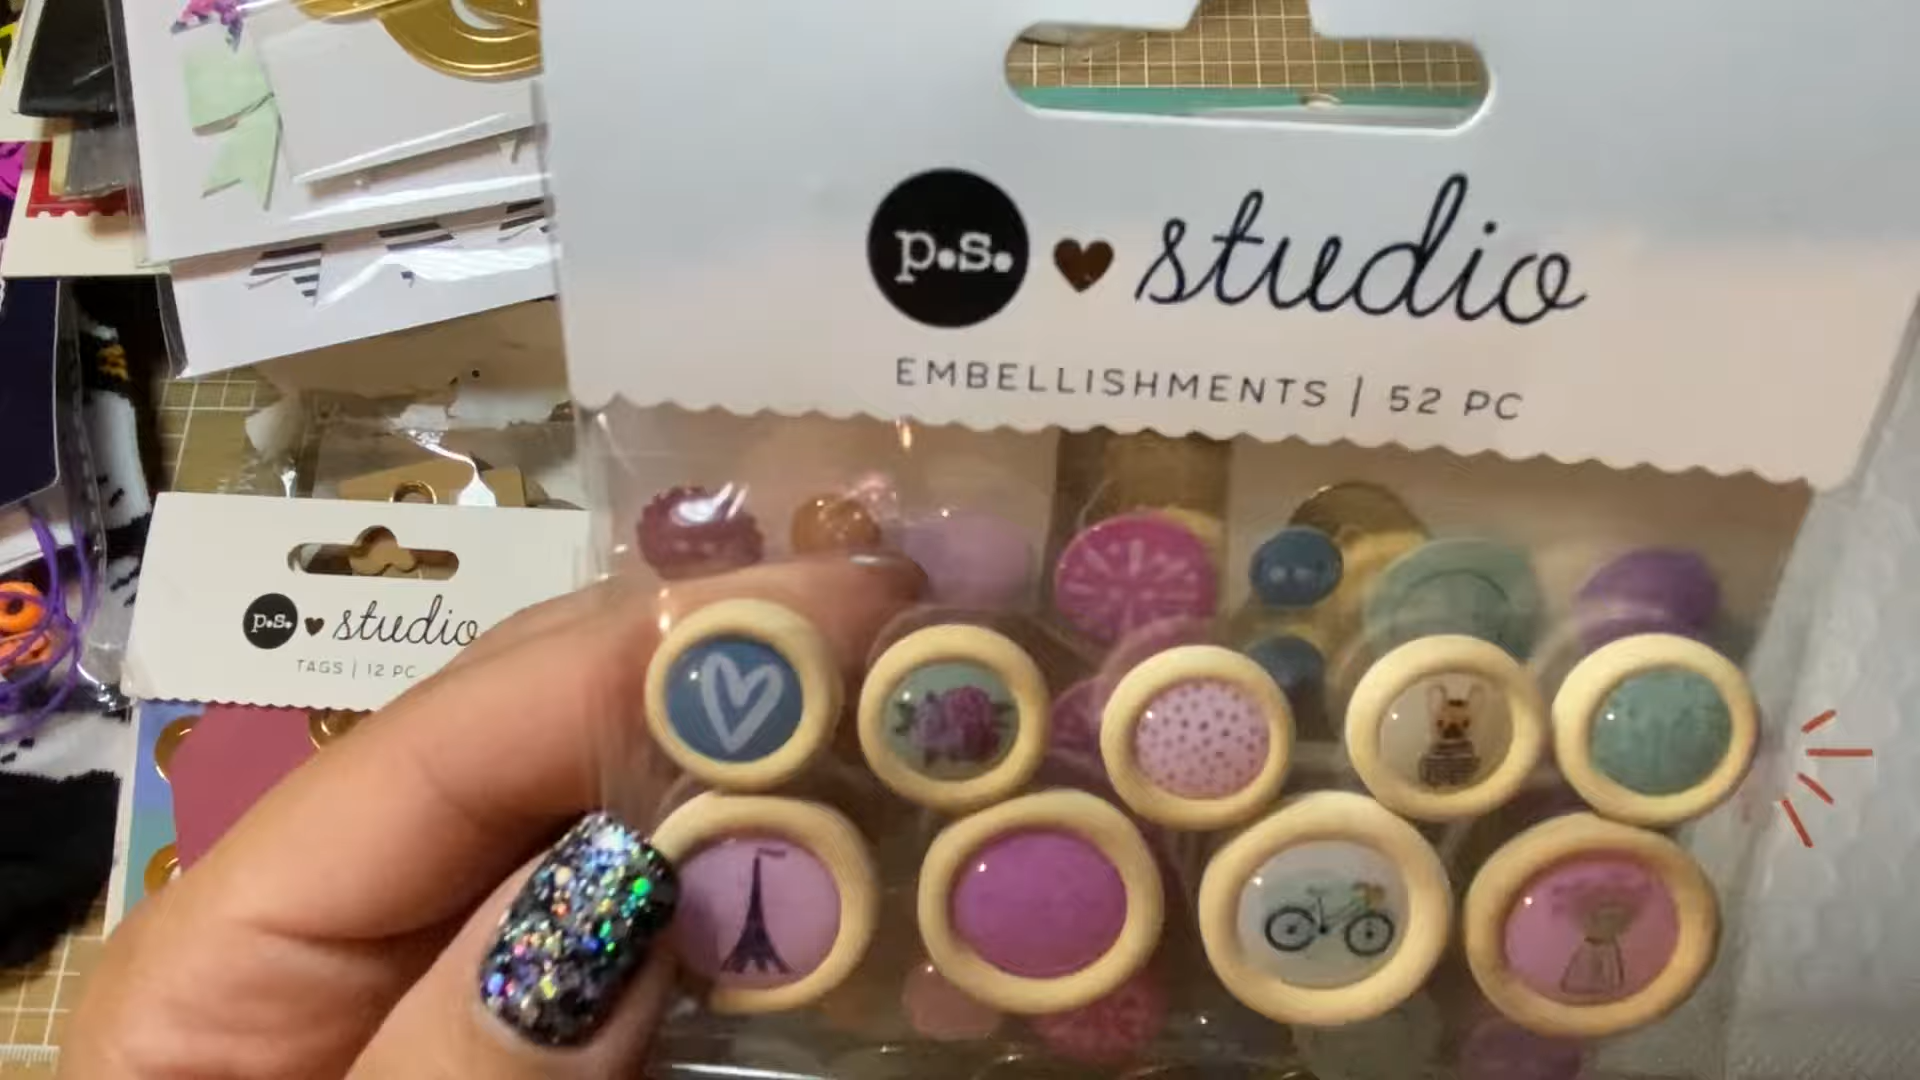 p.s. studio
EMBELLISHMENTS | 52 PC
p.s. studio
TAGS | 12 PC